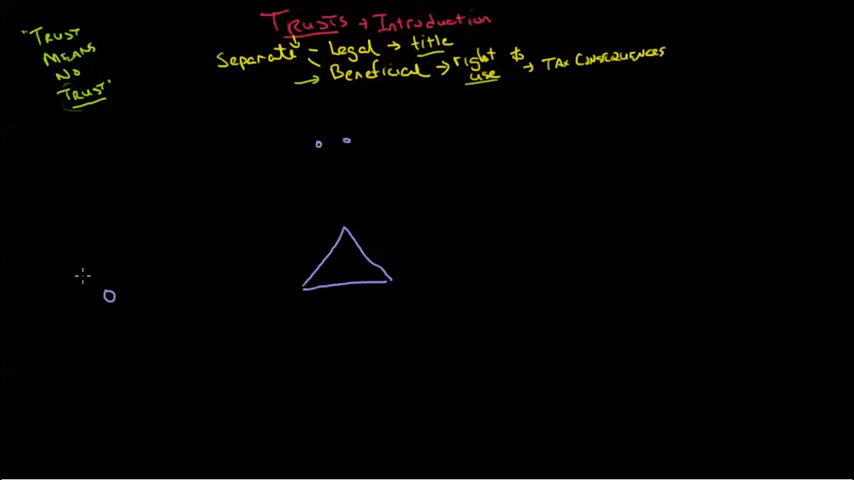 "TRUST
MEANS
NO
TRUST"
TRUSTS → Introduction
Separate - Legal → title
→ Beneficial → right $
use
→ TAX CONSEQUENCES